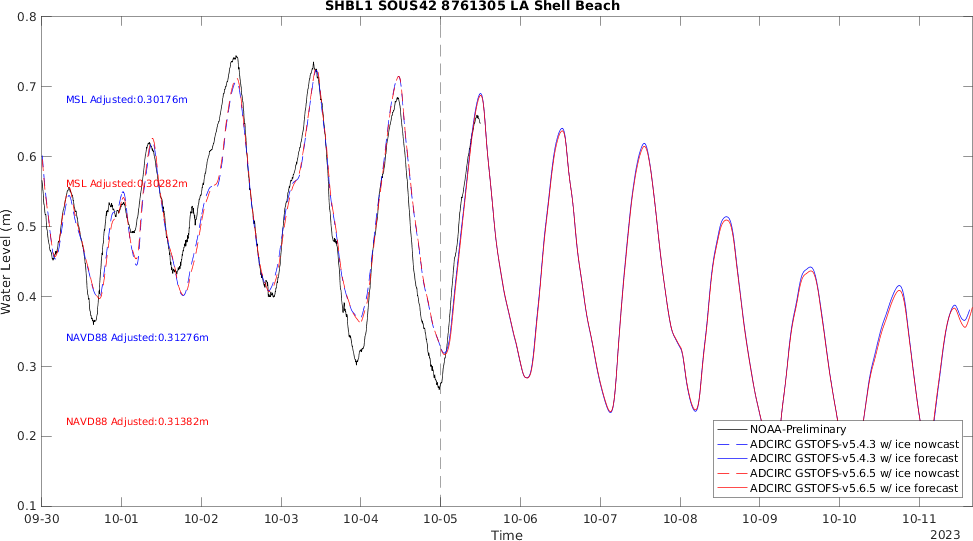 SHBL1 SOUS42 8761305 LA Shell Beach
Water Level (m)
0.8
0.7
0.6
0.5
0.4
0.3
0.2
0.1
MSL Adjusted:0.30176m
MSL Adjusted:0.30282m
NAVD88 Adjusted:0.31276m
NAVD88 Adjusted:0.31382m
NOAA-Preliminary
ADCIRC GSTOFS-v5.4.3 w/ ice nowcast
ADCIRC GSTOFS-v5.4.3 w/ ice forecast
ADCIRC GSTOFS-v5.6.5 w/ ice nowcast
ADCIRC GSTOFS-v5.6.5 w/ ice forecast
09-30 10-01 10-02 10-03 10-04 10-05 10-06 10-07 10-08 10-09 10-10 10-11
2023
Time